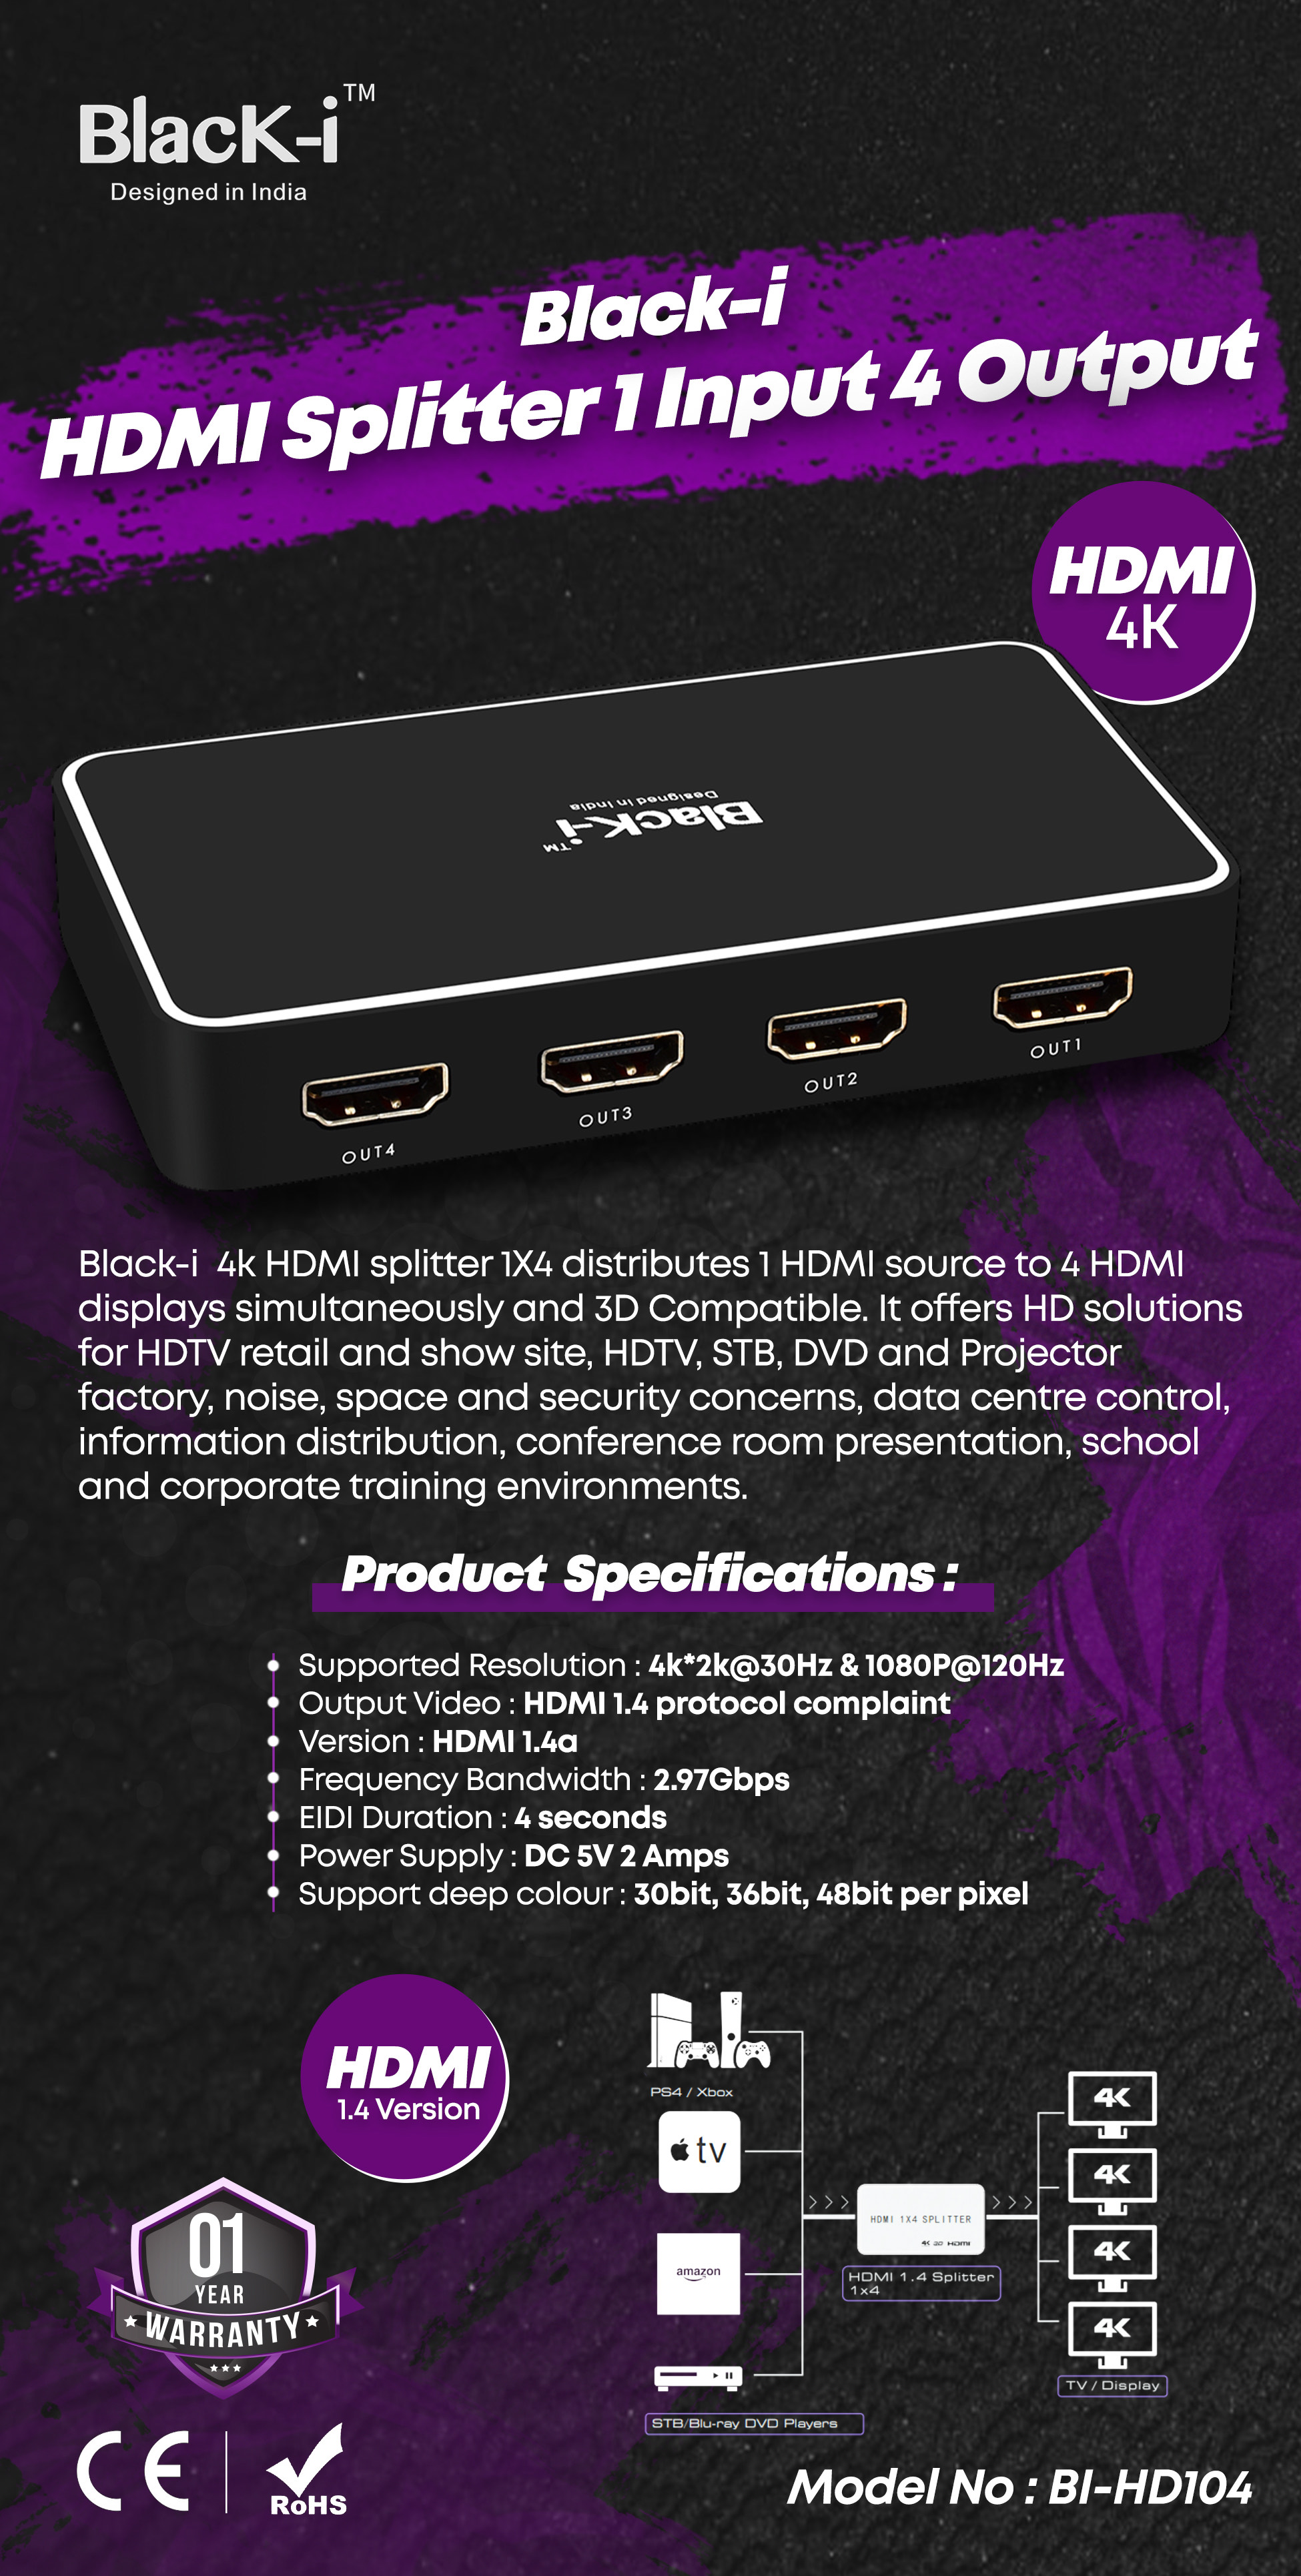 BlacK-i™
Designed in India
Black-i
HDMI Splitter 1 Input 4 Output
HDMI
4K
BlacK-i™
Designed in India
OUT4
OUT3
OUT2
OUT1
Black-i 4k HDMI splitter 1X4 distributes 1 HDMI source to 4 HDMI
displays simultaneously and 3D Compatible. It offers HD solutions
for HDTV retail and show site, HDTV, STB, DVD and Projector
factory, noise, space and security concerns, data centre control,
information distribution, conference room presentation, school
and corporate training environments.
Product Specifications :
Supported Resolution : 4k*2k@30Hz & 1080P@120Hz
Output Video : HDMI 1.4 protocol complaint
Version : HDMI 1.4a
Frequency Bandwidth : 2.97Gbps
EIDI Duration : 4 seconds
Power Supply : DC 5V 2 Amps
Support deep colour : 30bit, 36bit, 48bit per pixel
HDMI
1.4 Version
01
YEAR
WARRANTY
CE
RoHS
PS4 / Xbox
tv
amazon
STB/Blu-ray DVD Players
HDMI 1X4 SPLITTER
4K 3D HDMI
HDMI 1.4 Splitter
1x4
4K
4K
4K
4K
TV / Display
Model No : BI-HD104